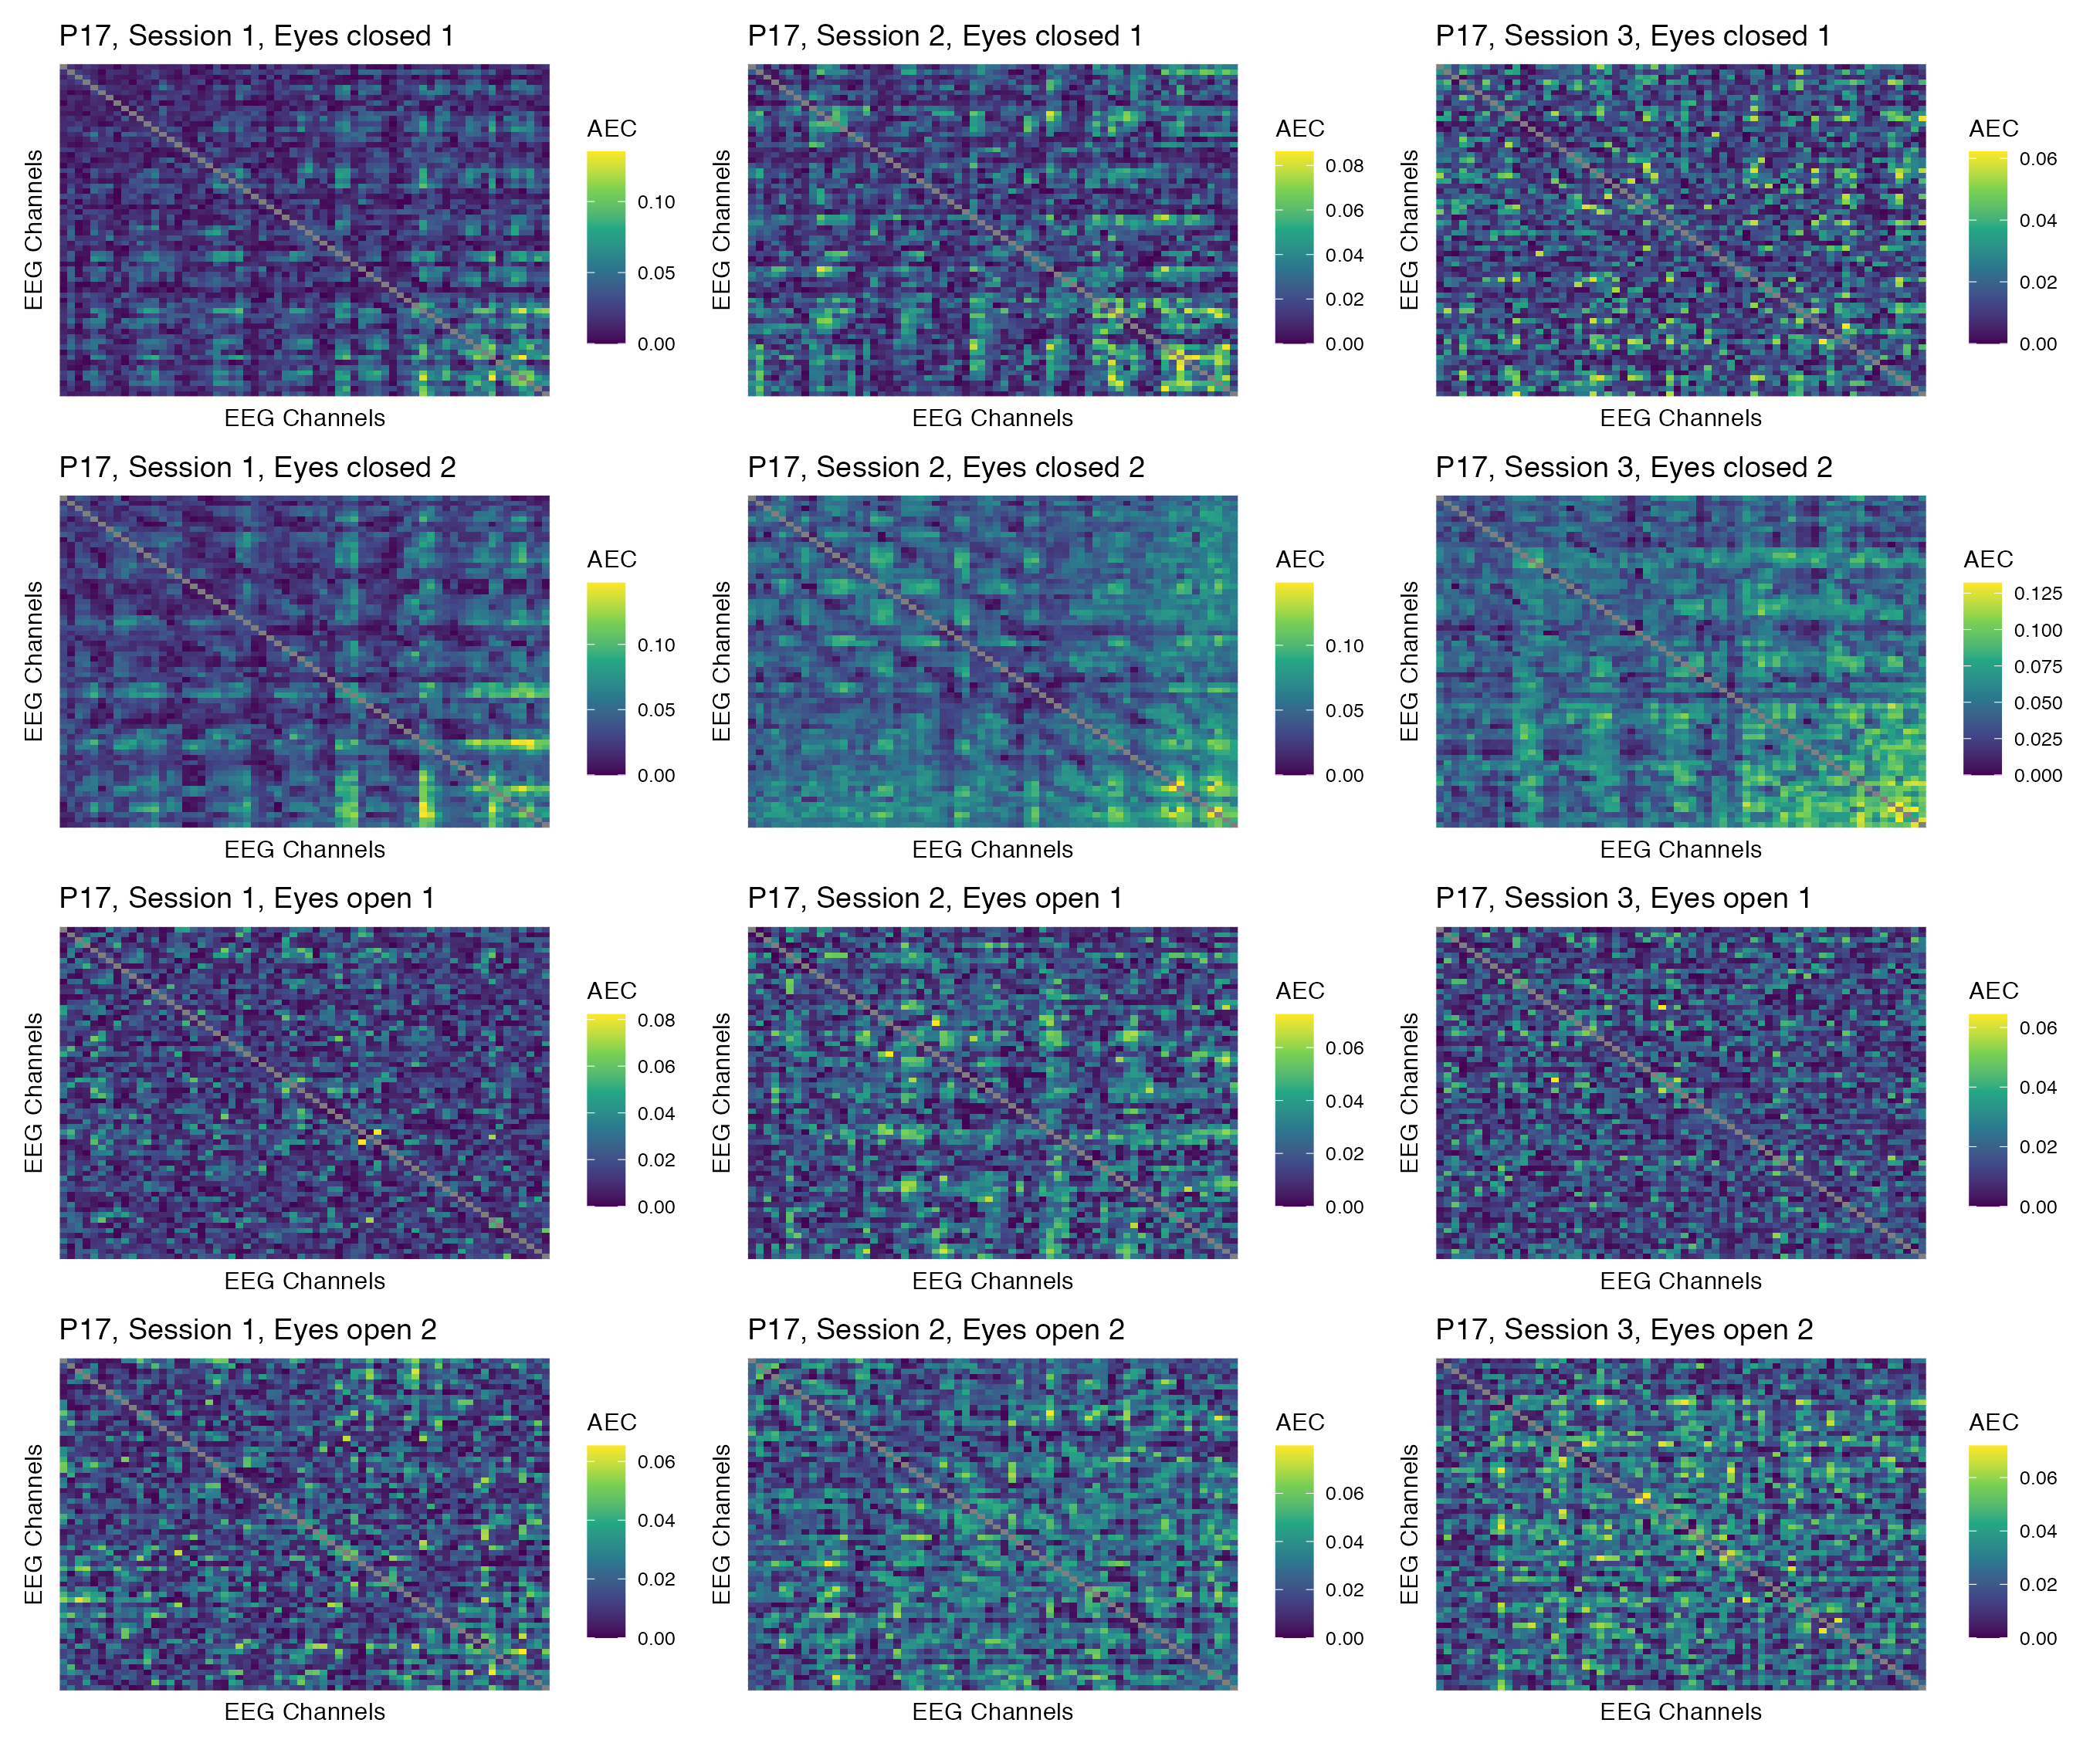 P17, Session 1, Eyes closed 1
EEG Channels
EEG Channels
AEC
0.10
0.05
0.00
P17, Session 2, Eyes closed 1
EEG Channels
EEG Channels
AEC
0.08
0.06
0.04
0.02
0.00
P17, Session 3, Eyes closed 1
EEG Channels
EEG Channels
AEC
0.06
0.04
0.02
0.00
P17, Session 1, Eyes closed 2
EEG Channels
EEG Channels
AEC
0.10
0.05
0.00
P17, Session 2, Eyes closed 2
EEG Channels
EEG Channels
AEC
0.10
0.05
0.00
P17, Session 3, Eyes closed 2
EEG Channels
EEG Channels
AEC
0.125
0.100
0.075
0.050
0.025
0.000
P17, Session 1, Eyes open 1
EEG Channels
EEG Channels
AEC
0.08
0.06
0.04
0.02
0.00
P17, Session 2, Eyes open 1
EEG Channels
EEG Channels
AEC
0.06
0.04
0.02
0.00
P17, Session 3, Eyes open 1
EEG Channels
EEG Channels
AEC
0.06
0.04
0.02
0.00
P17, Session 1, Eyes open 2
EEG Channels
EEG Channels
AEC
0.06
0.04
0.02
0.00
P17, Session 2, Eyes open 2
EEG Channels
EEG Channels
AEC
0.06
0.04
0.02
0.00
P17, Session 3, Eyes open 2
EEG Channels
EEG Channels
AEC
0.06
0.04
0.02
0.00